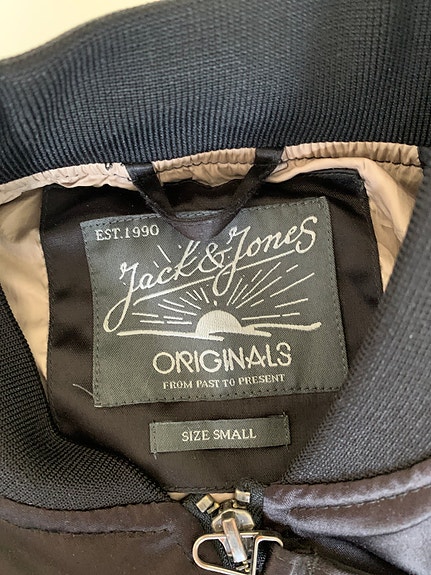 EST.1990
Jack & Jones
ORIGINALS
FROM PAST TO PRESENT
SIZE SMALL